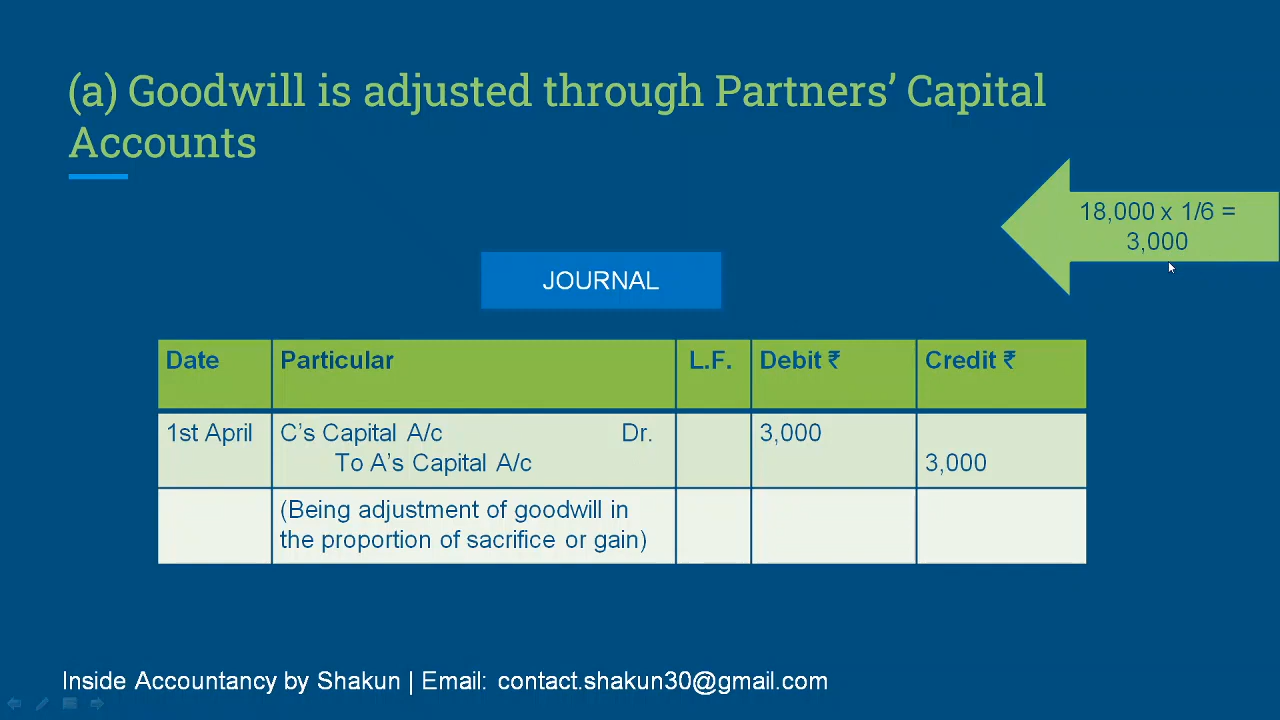 (a) Goodwill is adjusted through Partners’ Capital
Accounts
18,000 x 1/6 =
3,000
JOURNAL
Date Particular L.F. Debit ₹ Credit ₹
1st April C’s Capital A/c Dr. 3,000
To A’s Capital A/c 3,000
(Being adjustment of goodwill in
the proportion of sacrifice or gain)
Inside Accountancy by Shakun | Email: contact.shakun30@gmail.com